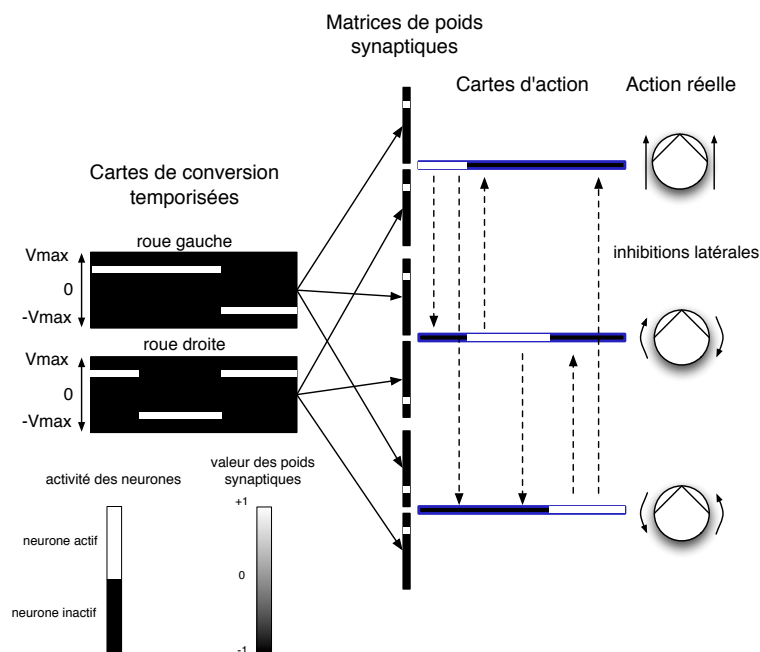 Matrices de poids
synaptiques
Cartes d'action
Action réelle
Cartes de conversion
temporisées
roue gauche
Vmax
0
-Vmax
inhibitions latérales
roue droite
Vmax
0
-Vmax
activité des neurones
valeur des poids
synaptiques
+1
neurone actif
0
neurone inactif
-1